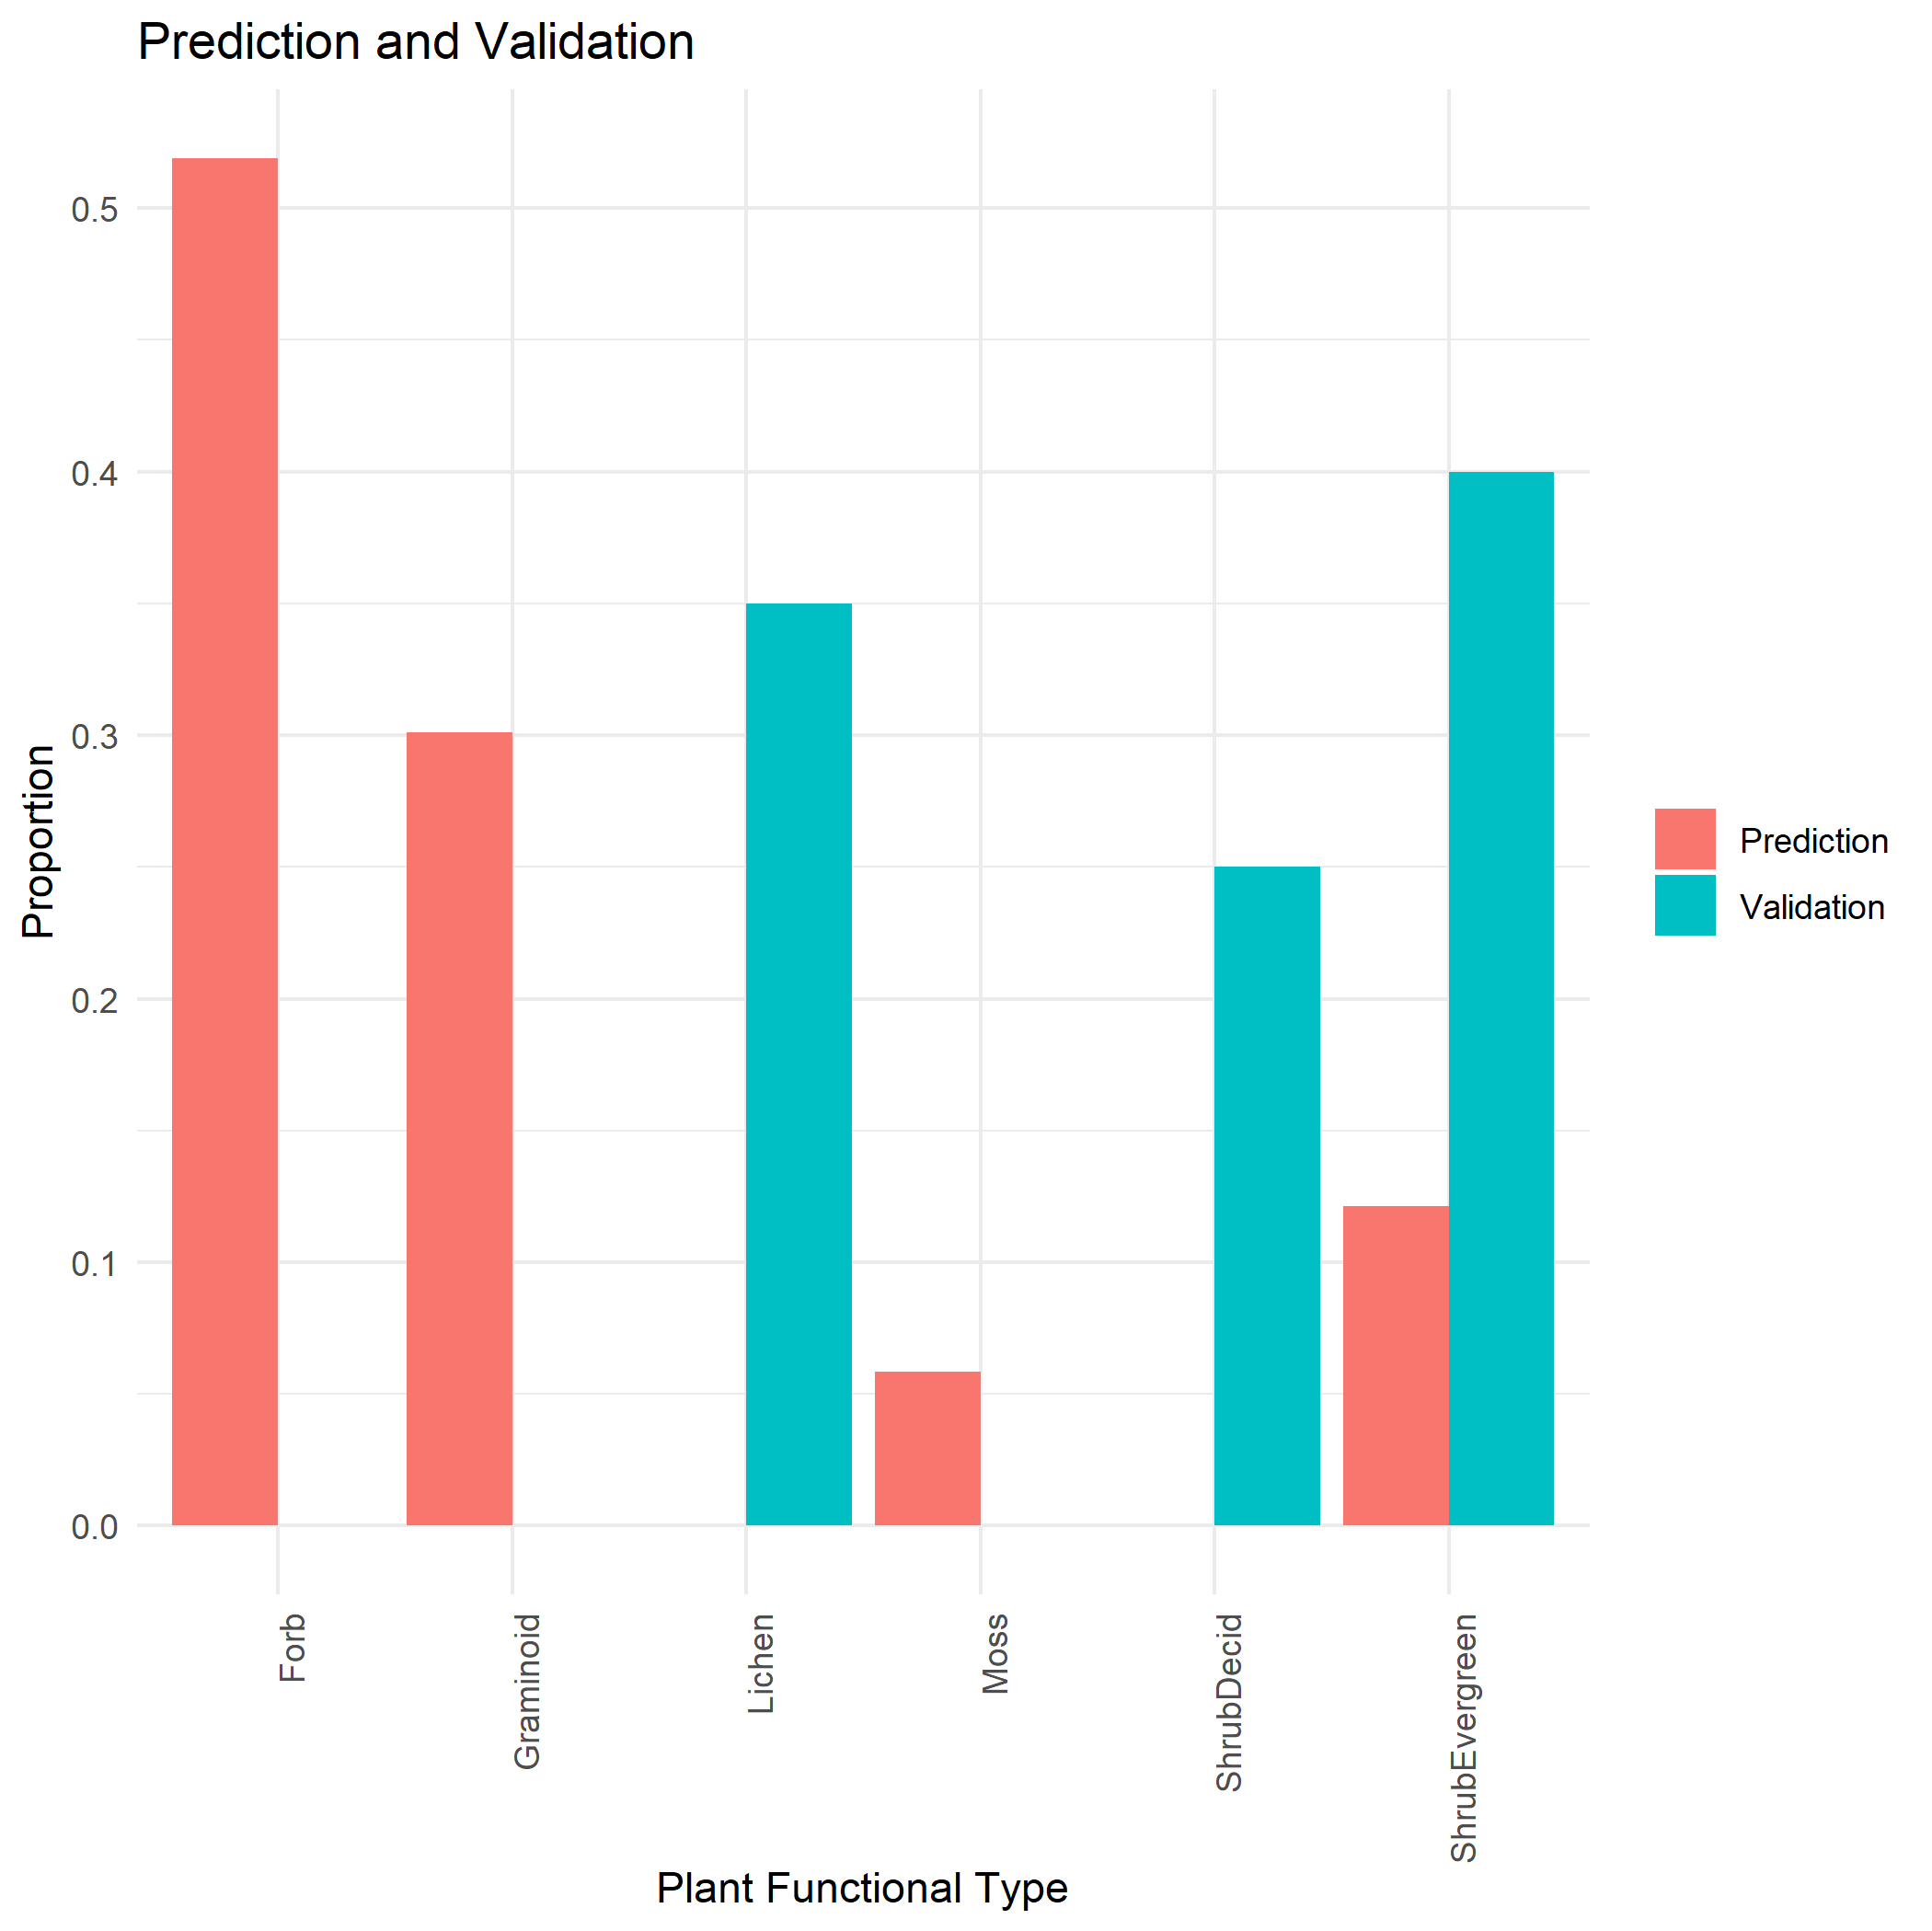 Prediction and Validation
0.5
0.4
0.3
0.2
0.1
0.0
Proportion
Forb
Graminoid
Lichen
Moss
ShrubDecid
ShrubEvergreen
Plant Functional Type
Prediction
Validation